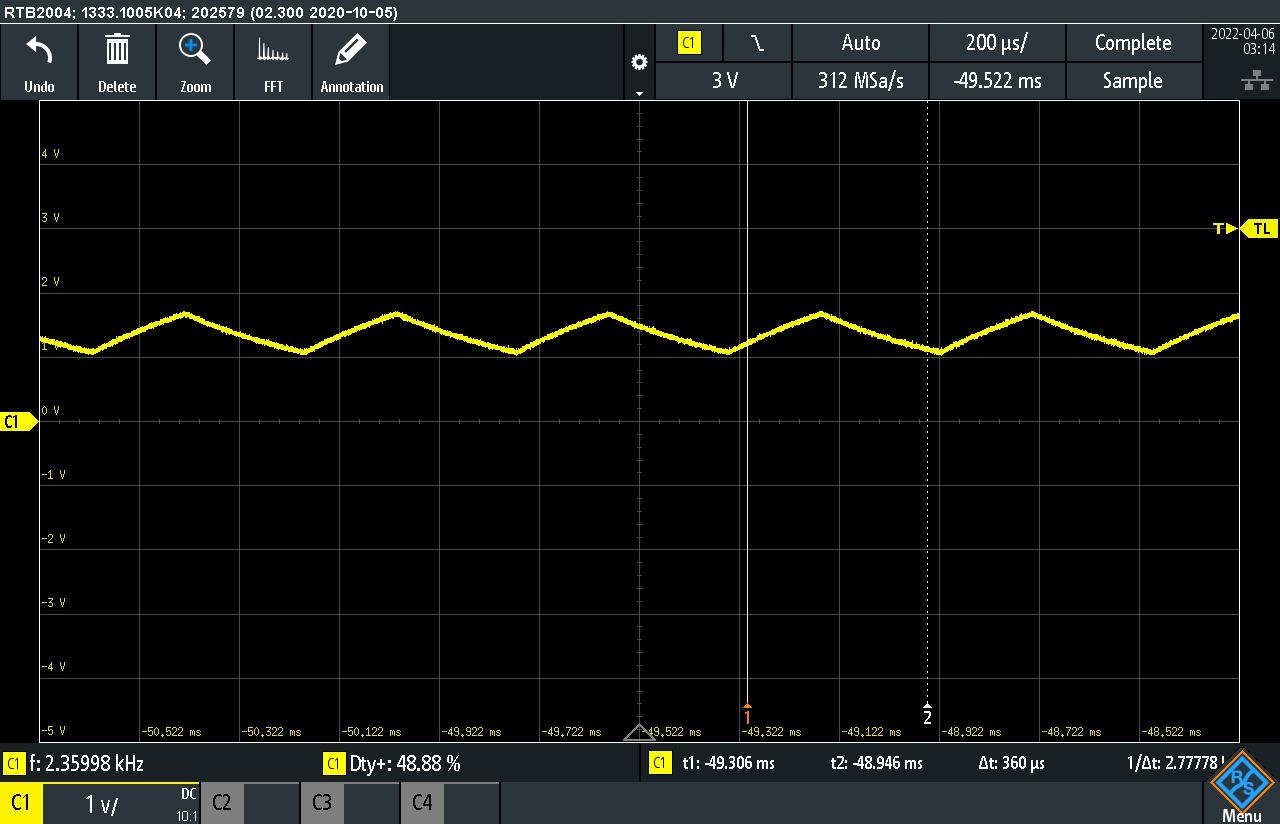 RTB2004; 1333.1005K04; 202579 (02.300 2020-10-05)
Undo Delete Zoom FFT Annotation
C1 Auto 200 µs/ Complete
3 V 312 MSa/s -49.522 ms Sample
2022-04-06
03:14
4 V
3 V
T TL
2 V
1
0 V
C1
-1 V
-2 V
-3 V
-4 V
1 2
-5 V -50.522 ms -50.322 ms -50.122 ms -49.922 ms -49.722 ms -49.522 ms -49.322 ms -49.122 ms -48.922 ms -48.722 ms -48.522 ms
C1 f: 2.35998 kHz C1 Dty+: 48.88 % C1 t1: -49.306 ms t2: -48.946 ms Δt: 360 µs 1/Δt: 2.77778
C1 1 V/ DC 10:1 C2 C3 C4
R S
Menu